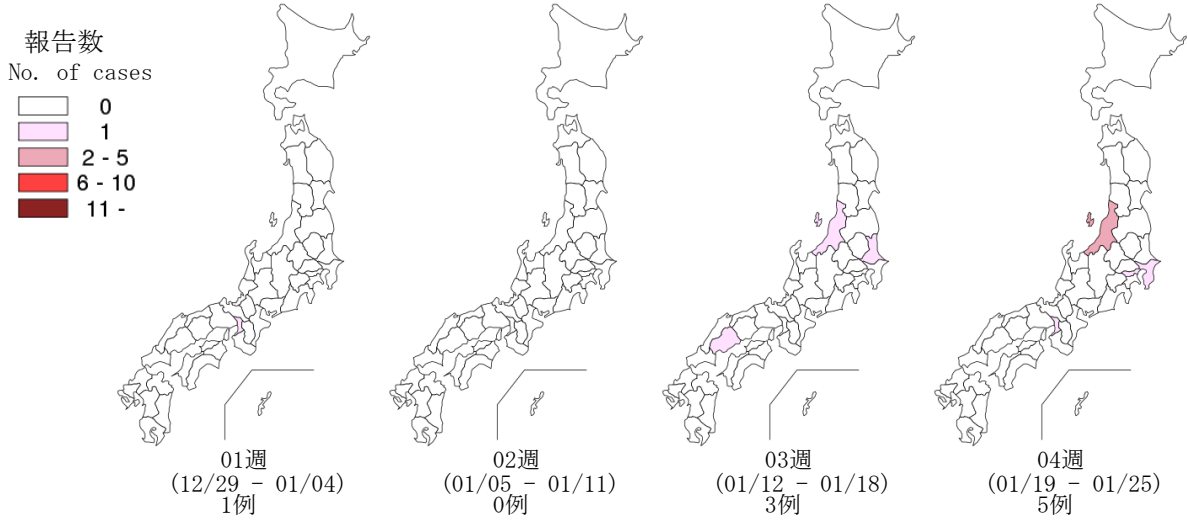 報告数
No. of cases
0
1
2 - 5
6 - 10
11 -
01週
(12/29 - 01/04)
1例
02週
(01/05 - 01/11)
0例
03週
(01/12 - 01/18)
3例
04週
(01/19 - 01/25)
5例